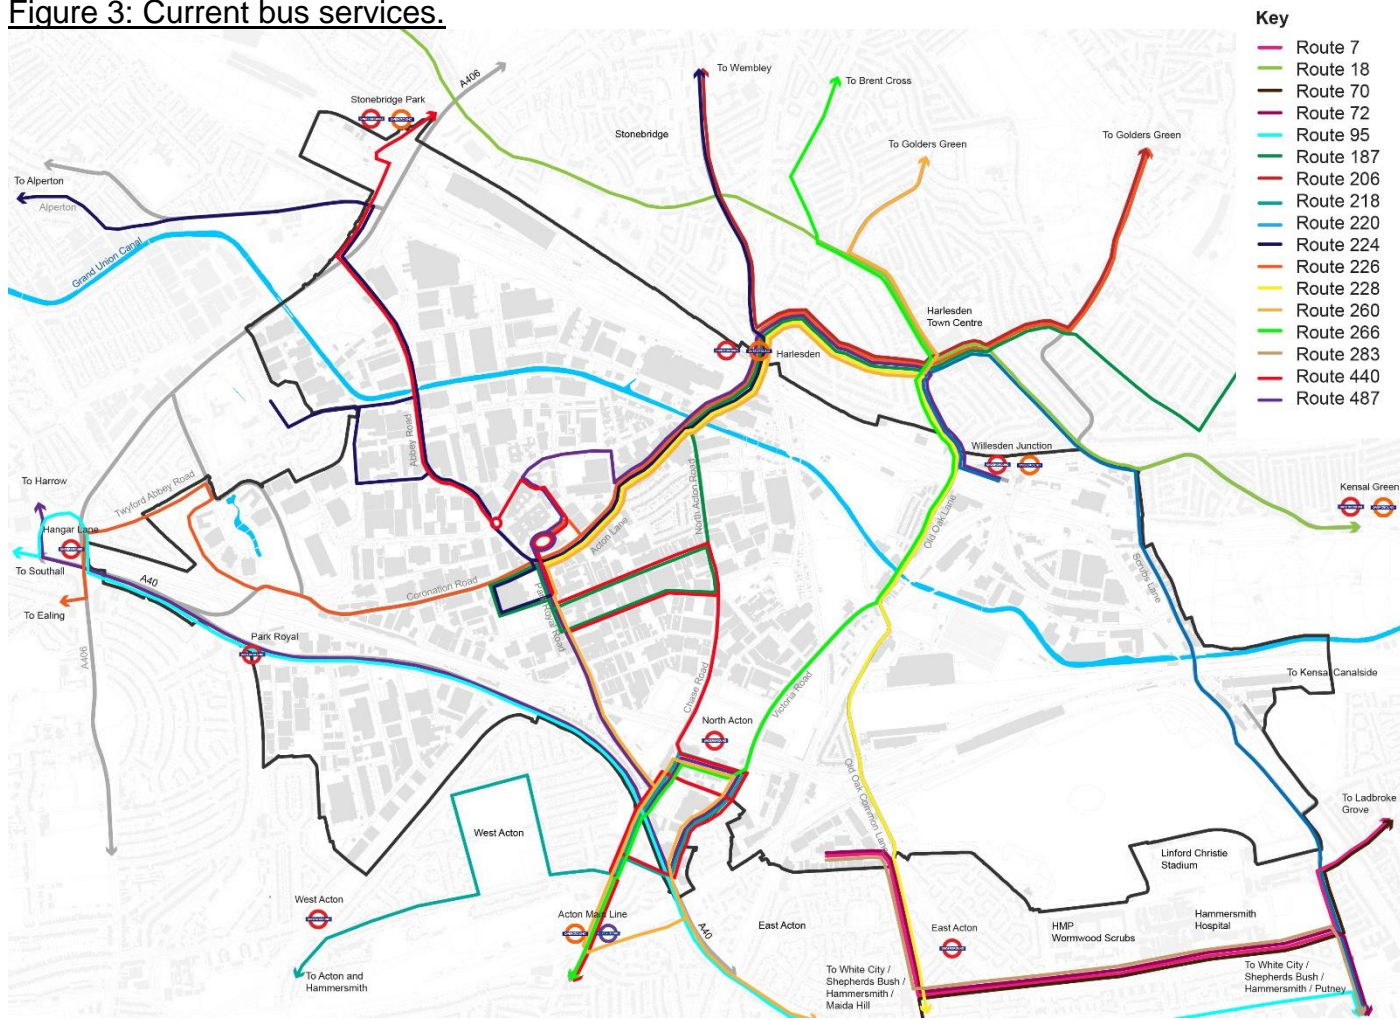 Figure 3: Current bus services.
Key
Route 7
Route 18
Route 70
Route 72
Route 95
Route 187
Route 206
Route 218
Route 220
Route 224
Route 226
Route 228
Route 260
Route 266
Route 283
Route 440
Route 487
A406
To Wembley
Stonebridge Park
To Brent Cross
Stonebridge
To Golders Green
To Golders Green
To Alperton
Alperton
Grand Union Canal
Harlesden
Town Centre
Harlesden
Abbey Road
Willesden Junction
To Harrow
Twyford Abbey Road
North Acton Road
Kensal Green
Hangar Lane
Acton Lane
Old Oak Lane
To Southall
A40
Coronation Road
Scrubs Lane
To Ealing
Park Royal Road
Park Royal
A406
Chase Road
Victoria Road
To Kensal Canalside
North Acton
Old Oak Common Lane
To Ladbroke
Grove
West Acton
Linford Christie
Stadium
West Acton
Acton Main Line
A40
East Acton
East Acton
HMP
Wormwood Scrubs
Hammersmith
Hospital
To Acton and
Hammersmith
To White City /
Shepherds Bush /
Hammersmith /
Maida Hill
To White City /
Shepherds Bush /
Hammersmith / Putney